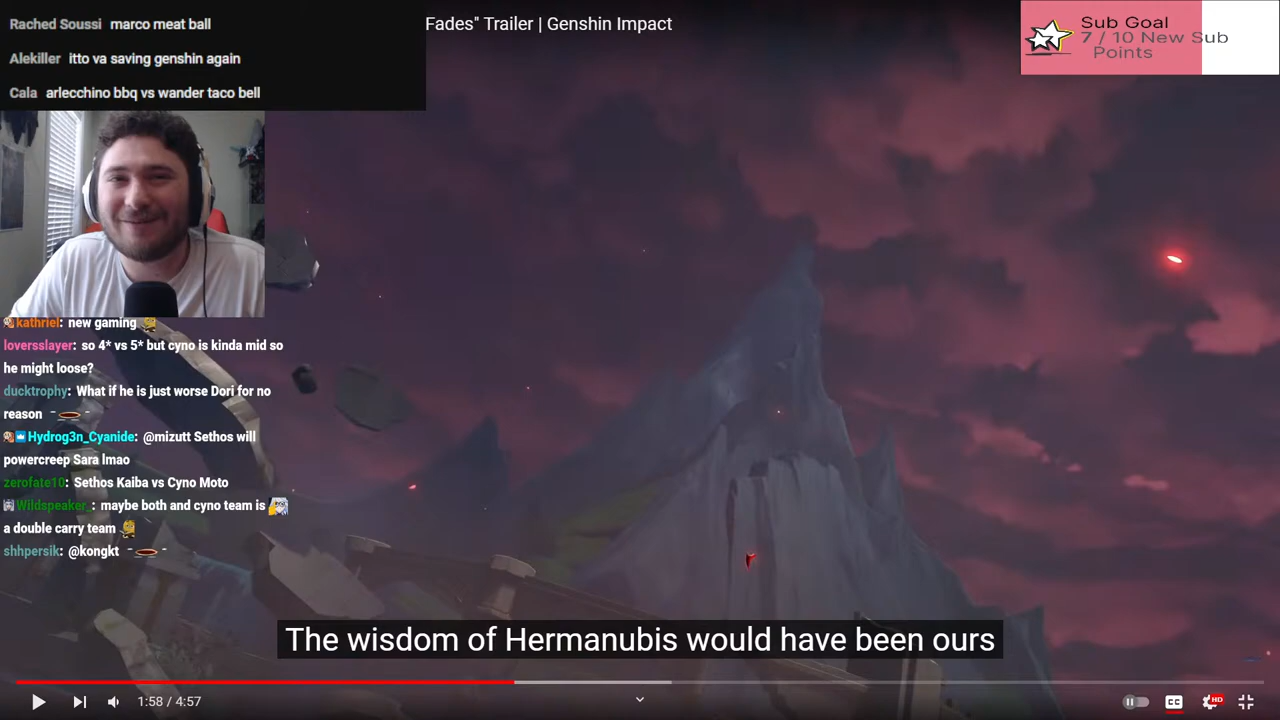 Rached Soussi marco meat ball
Alekiller itto va saving genshin again
Cala arlecchino bbq vs wander taco bell
Fades" Trailer | Genshin Impact
Sub Goal
7 / 10 New Sub
Points
kathriel: new gaming
loversslayer: so 4* vs 5* but cyno is kinda mid so
he might loose?
ducktrophy: What if he is just worse Dori for no
reason
Hydrog3n_Cyanide: @mizutt Sethos will
powercreep Sara lmao
zerofate10: Sethos Kaiba vs Cyno Moto
Wildspeaker_: maybe both and cyno team is
a double carry team
shhpersik: @kongkt
The wisdom of Hermanubis would have been ours
1:58 / 4:57
CC
HD